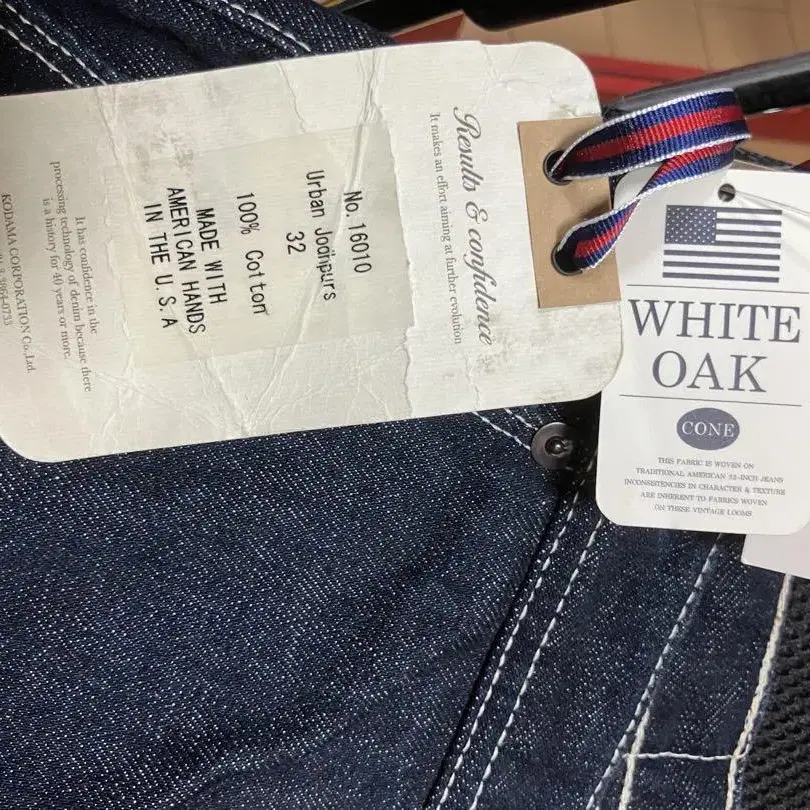 Results & confidence
It makes an effort aiming at further evolution
No. 16010
Urban Jodhpurs
32
100% Cotton
MADE WITH
AMERICAN HANDS
IN THE U.S.A
It has confidence in the
processing technology of denim because there
is a history for 40 years or more.
KODAMA CORPORATION Co.,Ltd.
WHITE
OAK
CONE
THIS FABRIC IS WOVEN ON
TRADITIONAL AMERICAN 32-INCH JEANS
INCONSISTENCIES IN CHARACTER & TEXTURE
ARE INHERENT TO FABRICS WOVEN
ON THESE VINTAGE LOOMS